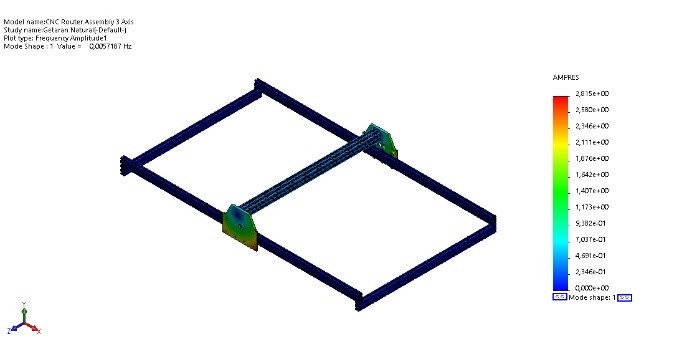 Model name:CNC Router Assembly 3 Axis
Study name:Getaran Natural(-Default-)
Plot type: Frequency Amplitude1
Mode Shape : 1 Value = 0,0057187 Hz
AMPRES
2,815e+00
2,580e+00
2,346e+00
2,111e+00
1,876e+00
1,642e+00
1,407e+00
1,173e+00
9,382e-01
7,037e-01
4,691e-01
2,346e-01
0,000e+00
Mode shape: 1
Y
Z
X